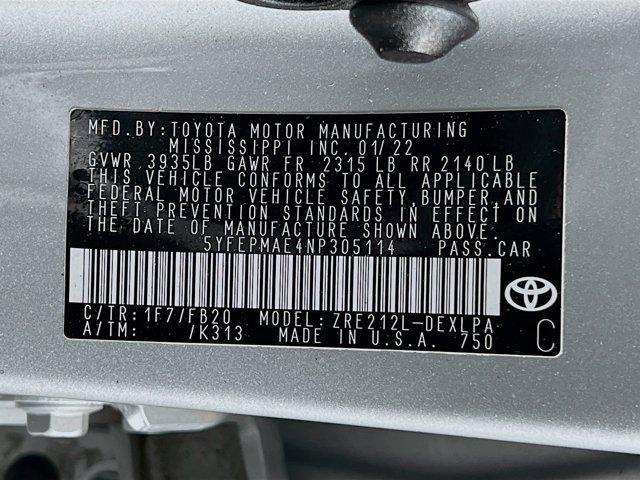 MFD.BY:TOYOTA MOTOR MANUFACTURING
MISSISSIPPI INC.01/22
GVWR 3935LB GAWR FR 2315 LB RR 2140 LB
THIS VEHICLE CONFORMS TO ALL APPLICABLE
FEDERAL MOTOR VEHICLE SAFETY,BUMPER,AND
THEFT PREVENTION STANDARDS IN EFFECT ON
THE DATE OF MANUFACTURE SHOWN ABOVE.
5YFEPMAE4NP305114 PASS.CAR
C/TR:1F7/FB20 MODEL:ZRE212L-DEXLPA
A/TM: /K313 MADE IN U.S.A. 750
C